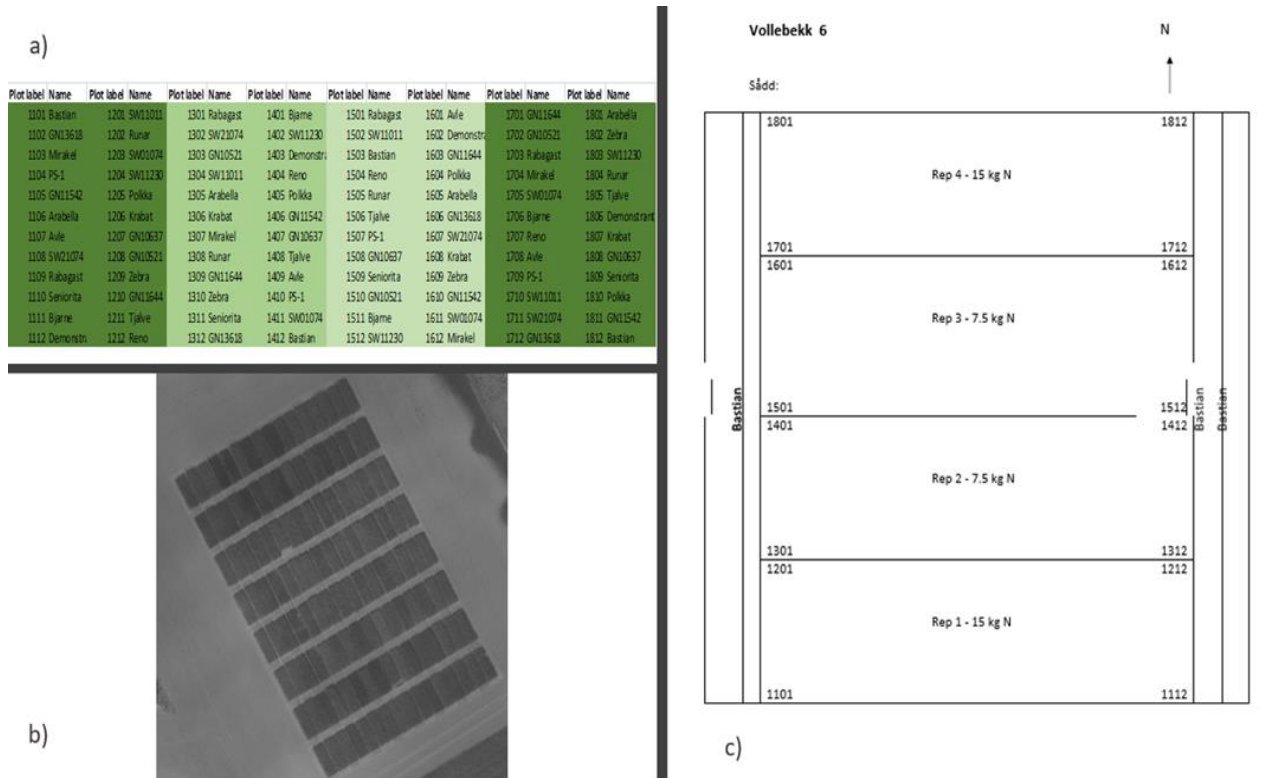 a)
Plot label Name Plot label Name Plot label Name Plot label Name Plot label Name Plot label Name Plot label Name Plot label Name
1101 Bastian 1201 SW11011 1301 Rabagast 1401 Bjarne 1501 Rabagast 1601 Avle 1701 GN11644 1801 Arabella
1102 GN13618 1202 Runar 1302 SW21074 1402 SW11230 1502 SW11011 1602 Demonstra 1702 GN10521 1802 Zebra
1103 Mirakel 1203 SW01074 1303 GN10521 1403 Demonstra 1503 Bastian 1603 GN11644 1703 Rabagast 1803 SW11230
1104 PS-1 1204 SW11230 1304 SW11011 1404 Reno 1504 Reno 1604 Polkka 1704 Mirakel 1804 Runar
1105 GN11542 1205 Polkka 1305 Arabella 1405 Polkka 1505 Runar 1605 Arabella 1705 SW01074 1805 Tjalve
1106 Arabella 1206 Krabat 1306 Krabat 1406 GN11542 1506 Tjalve 1606 GN13618 1706 Bjarne 1806 Demonstrant
1107 Avle 1207 GN10637 1307 Mirakel 1407 GN10637 1507 PS-1 1607 SW21074 1707 Reno 1807 Krabat
1108 SW21074 1208 GN10521 1308 Runar 1408 Tjalve 1508 GN10637 1608 Krabat 1708 Avle 1808 GN10637
1109 Rabagast 1209 Zebra 1309 GN11644 1409 Avle 1509 Seniorita 1609 Zebra 1709 PS-1 1809 Seniorita
1110 Seniorita 1210 GN11644 1310 Zebra 1410 PS-1 1510 GN10521 1610 GN11542 1710 SW11011 1810 Polkka
1111 Bjarne 1211 Tjalve 1311 Seniorita 1411 SW01074 1511 Bjarne 1611 SW01074 1711 SW21074 1811 GN11542
1112 Demonstn 1212 Reno 1312 GN13618 1412 Bastian 1512 SW11230 1612 Mirakel 1712 GN13618 1812 Bastian
b)
Vollebekk 6 N
Sådd:
1801 1812
Rep 4 - 15 kg N
1701 1712
1601 1612
Rep 3 - 7.5 kg N
Bastian Bastian Bastian
1501 1512
1401 1412
Rep 2 - 7.5 kg N
1301 1312
1201 1212
Rep 1 - 15 kg N
1101 1112
c)